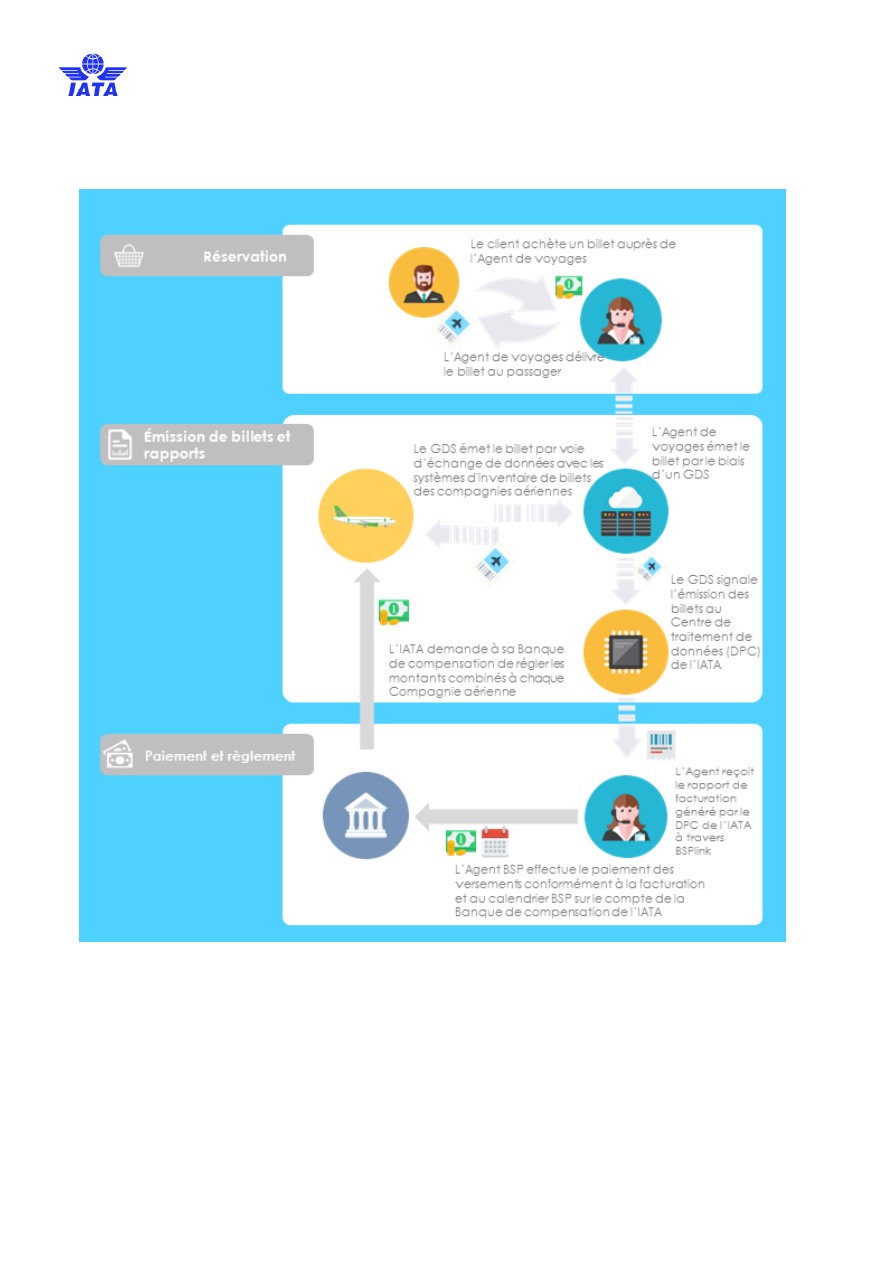 IATA
Réservation
Le client achète un billet auprès de
l’Agent de voyages
L’Agent de voyages délivre
le billet au passager
Émission de billets et
rapports
Le GDS émet le billet par voie
d’échange de données avec les
systèmes d'inventaire de billets
des compagnies aériennes
L’Agent de
voyages émet le
billet par le biais
d’un GDS
Le GDS signale
l’émission des
billets au
Centre de
traitement de
données (DPC)
de l’IATA
L’IATA demande à sa Banque
de compensation de régler les
montants combinés à chaque
Compagnie aérienne
Paiement et règlement
L’Agent reçoit
le rapport de
facturation
généré par le
DPC de l’IATA
à travers
BSPlink
L’Agent BSP effectue le paiement des
versements conformément à la facturation
et au calendrier BSP sur le compte de la
Banque de compensation de l’IATA